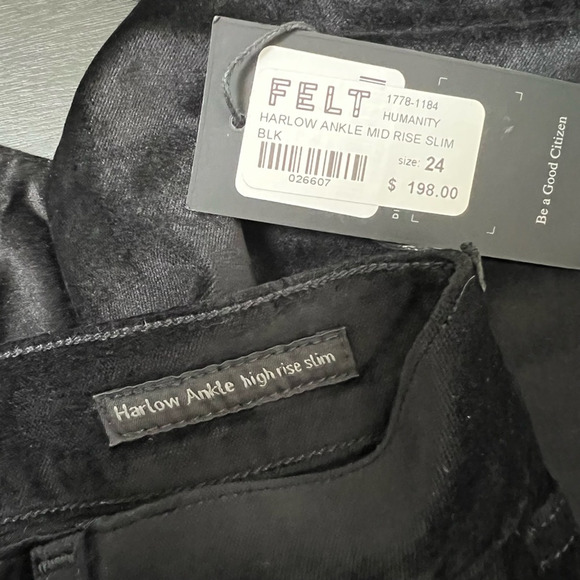 FELT
1778-1184
HUMANITY
HARLOW ANKLE MID RISE SLIM
BLK
size: 24
026607
$ 198.00
Be a Good Citizen
Harlow Ankle high rise slim